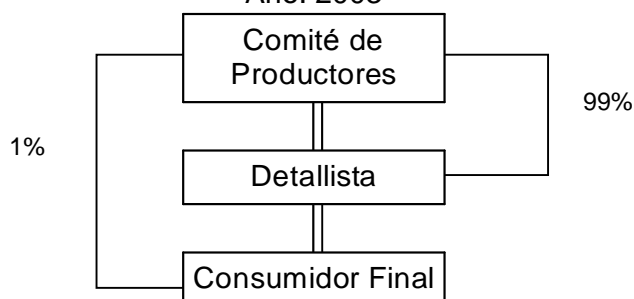 Comité de
Productores
99%
1%
Detallista
Consumidor Final